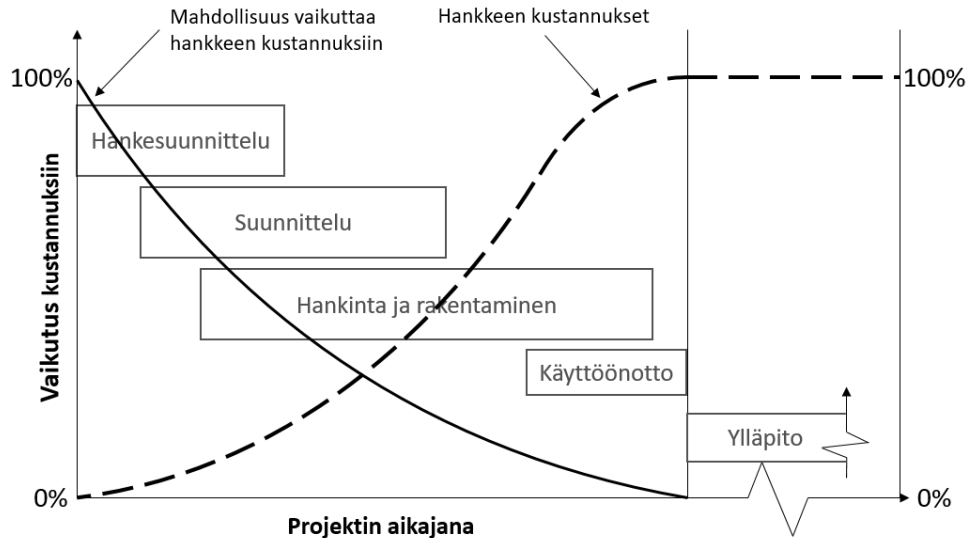 Mahdollisuus vaikuttaa
hankkeen kustannuksiin
Hankkeen kustannukset
100%
100%
Hankesuunnittelu
Suunnittelu
Hankinta ja rakentaminen
Käyttöönotto
Ylläpito
Vaikutus kustannuksiin
0%
0%
Projektin aikajana